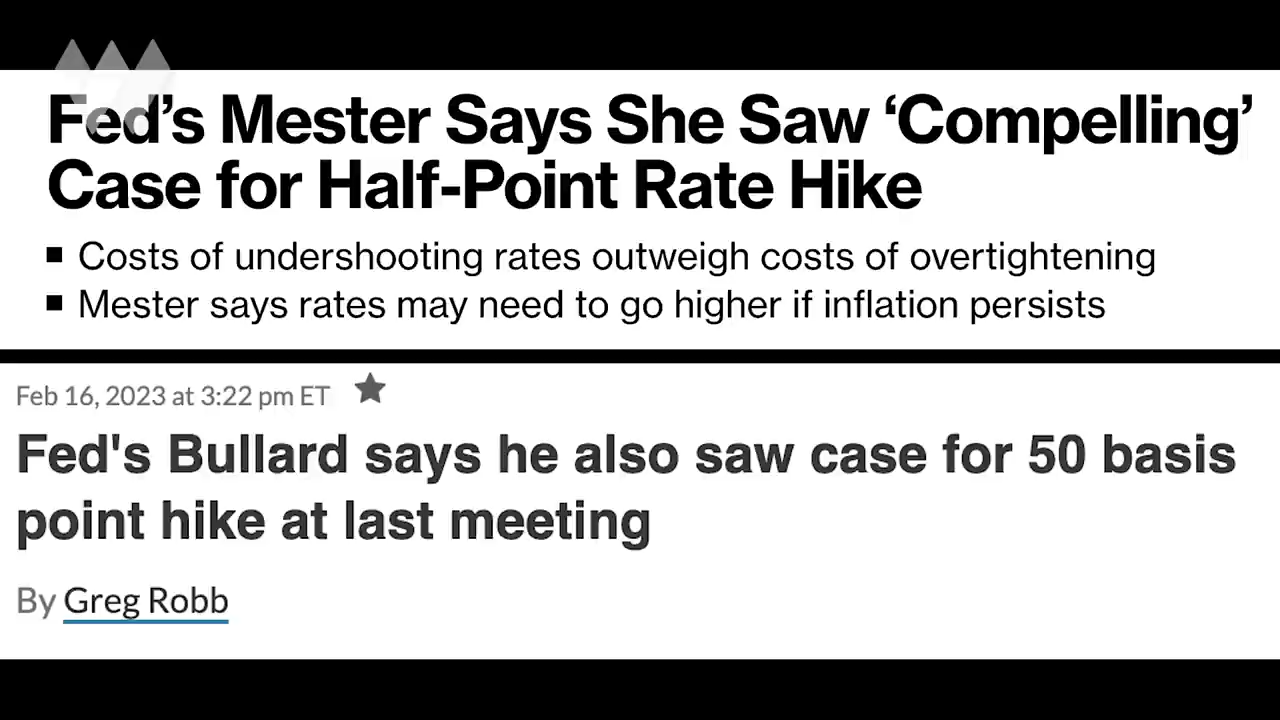 Fed’s Mester Says She Saw ‘Compelling’
Case for Half-Point Rate Hike
■ Costs of undershooting rates outweigh costs of overtightening
■ Mester says rates may need to go higher if inflation persists
Feb 16, 2023 at 3:22 pm ET ★
Fed's Bullard says he also saw case for 50 basis
point hike at last meeting
By Greg Robb